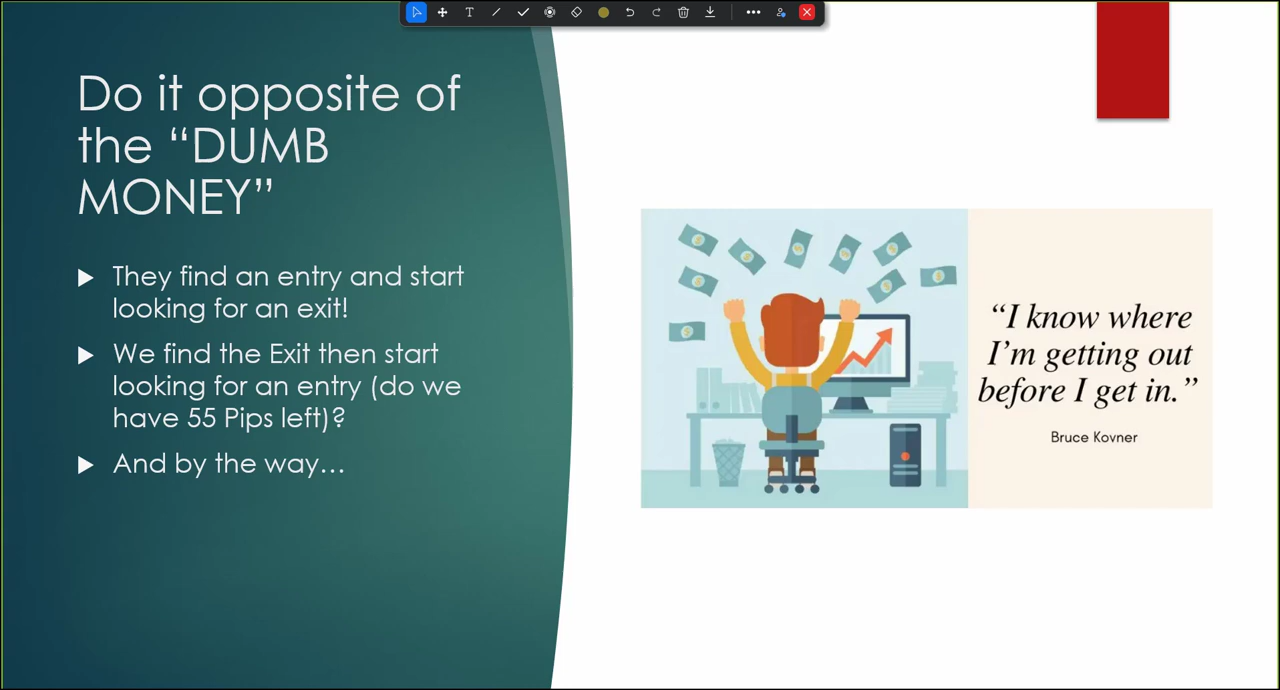 Do it opposite of
the “DUMB
MONEY”
They find an entry and start
looking for an exit!
We find the Exit then start
looking for an entry (do we
have 55 Pips left)?
And by the way…
“I know where
I’m getting out
before I get in.”
Bruce Kovner